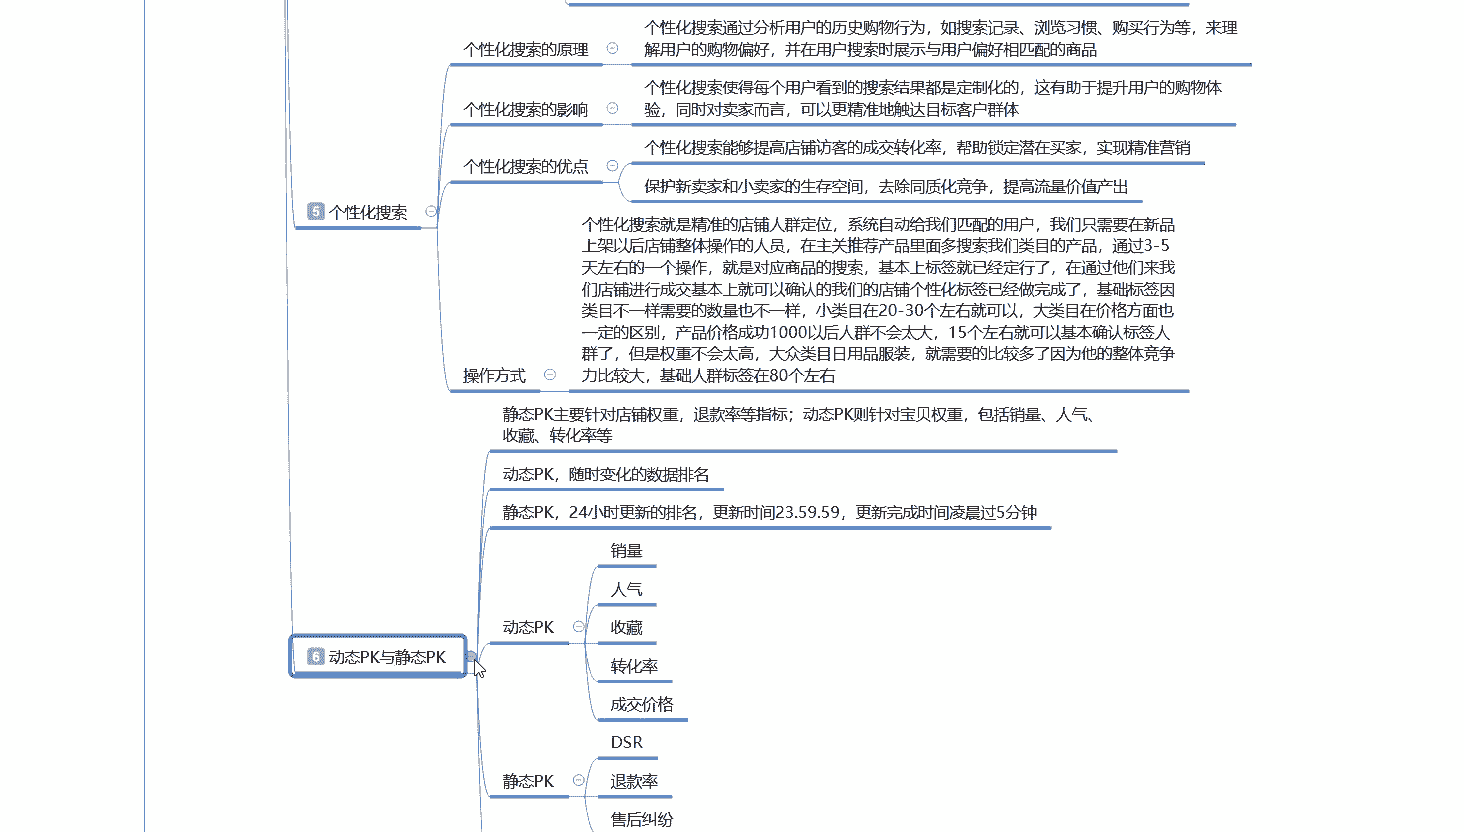 个性化搜索的原理
个性化搜索通过分析用户的历史购物行为，如搜索记录、浏览习惯、购买行为等，来理
解用户的购物偏好，并在用户搜索时展示与用户偏好相匹配的商品
个性化搜索的影响
个性化搜索使得每个用户看到的搜索结果都是定制化的，这有助于提升用户的购物体
验，同时对卖家而言，可以更精准地触达目标客户群体
个性化搜索的优点
个性化搜索能够提高店铺访客的成交转化率，帮助锁定潜在买家，实现精准营销
保护新卖家和小卖家的生存空间，去除同质化竞争，提高流量价值产出
5 个性化搜索
个性化搜索就是精准的店铺人群定位，系统自动给我们匹配的用户，我们只需要在新品
上架以后店铺整体操作的人员，在主关推荐产品里面多搜索我们类目的产品，通过3-5
天左右的一个操作，就是对应商品的搜索，基本上标签就已经定行了，在通过他们来我
们店铺进行成交基本上就可以确认的我们的店铺个性化标签已经做完成了，基础标签因
类目不一样需要的数量也不一样，小类目在20-30个左右就可以，大类目在价格方面也
一定的区别，产品价格成功1000以后人群不会太大，15个左右就可以基本确认标签人
群了，但是权重不会太高，大众类目日用品服装，就需要的比较多了因为他的整体竞争
力比较大，基础人群标签在80个左右
操作方式
静态PK主要针对店铺权重，退款率等指标；动态PK则针对宝贝权重，包括销量、人气、
收藏、转化率等
动态PK，随时变化的数据排名
静态PK，24小时更新的排名，更新时间23.59.59，更新完成时间凌晨过5分钟
6 动态PK与静态PK
动态PK
销量
人气
收藏
转化率
成交价格
静态PK
DSR
退款率
售后纠纷